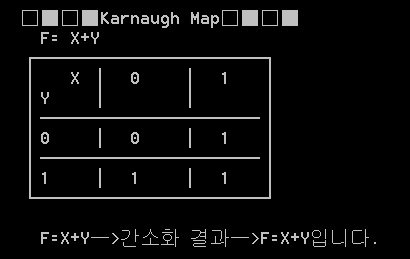 □■□■Karnaugh Map□■□■
F= X+Y
X | 0 | 1
Y
0 | 0 | 1
1 | 1 | 1
F=X+Y—>간소화 결과—>F=X+Y입니다.